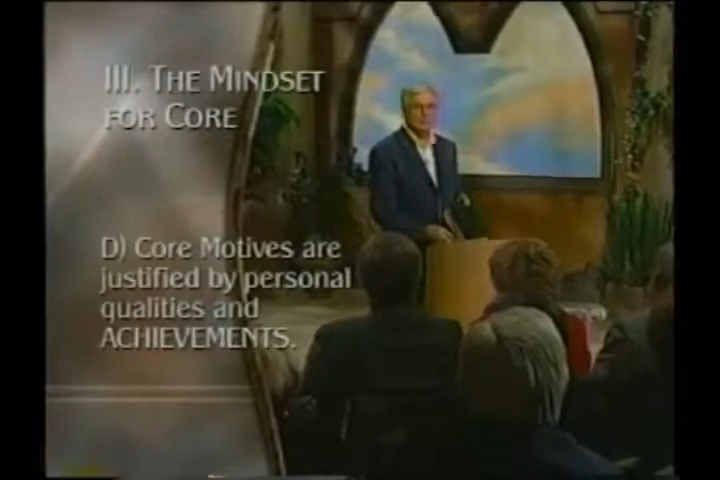 III. THE MINDSET
FOR CORE
D) Core Motives are
justified by personal
qualities and
ACHIEVEMENTS.